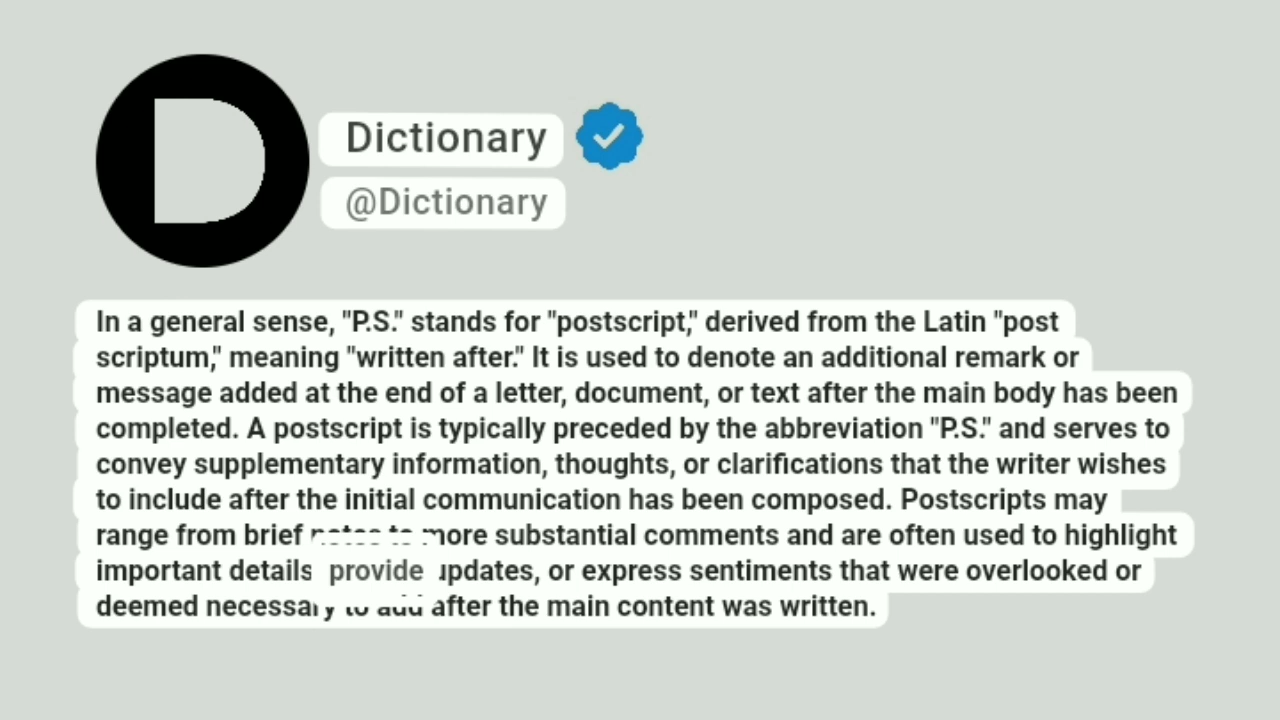 D
Dictionary
@Dictionary
In a general sense, "P.S." stands for "postscript," derived from the Latin "post
scriptum," meaning "written after." It is used to denote an additional remark or
message added at the end of a letter, document, or text after the main body has been
completed. A postscript is typically preceded by the abbreviation "P.S." and serves to
convey supplementary information, thoughts, or clarifications that the writer wishes
to include after the initial communication has been composed. Postscripts may
range from brief notes to more substantial comments and are often used to highlight
important details provide updates, or express sentiments that were overlooked or
deemed necessary to add after the main content was written.